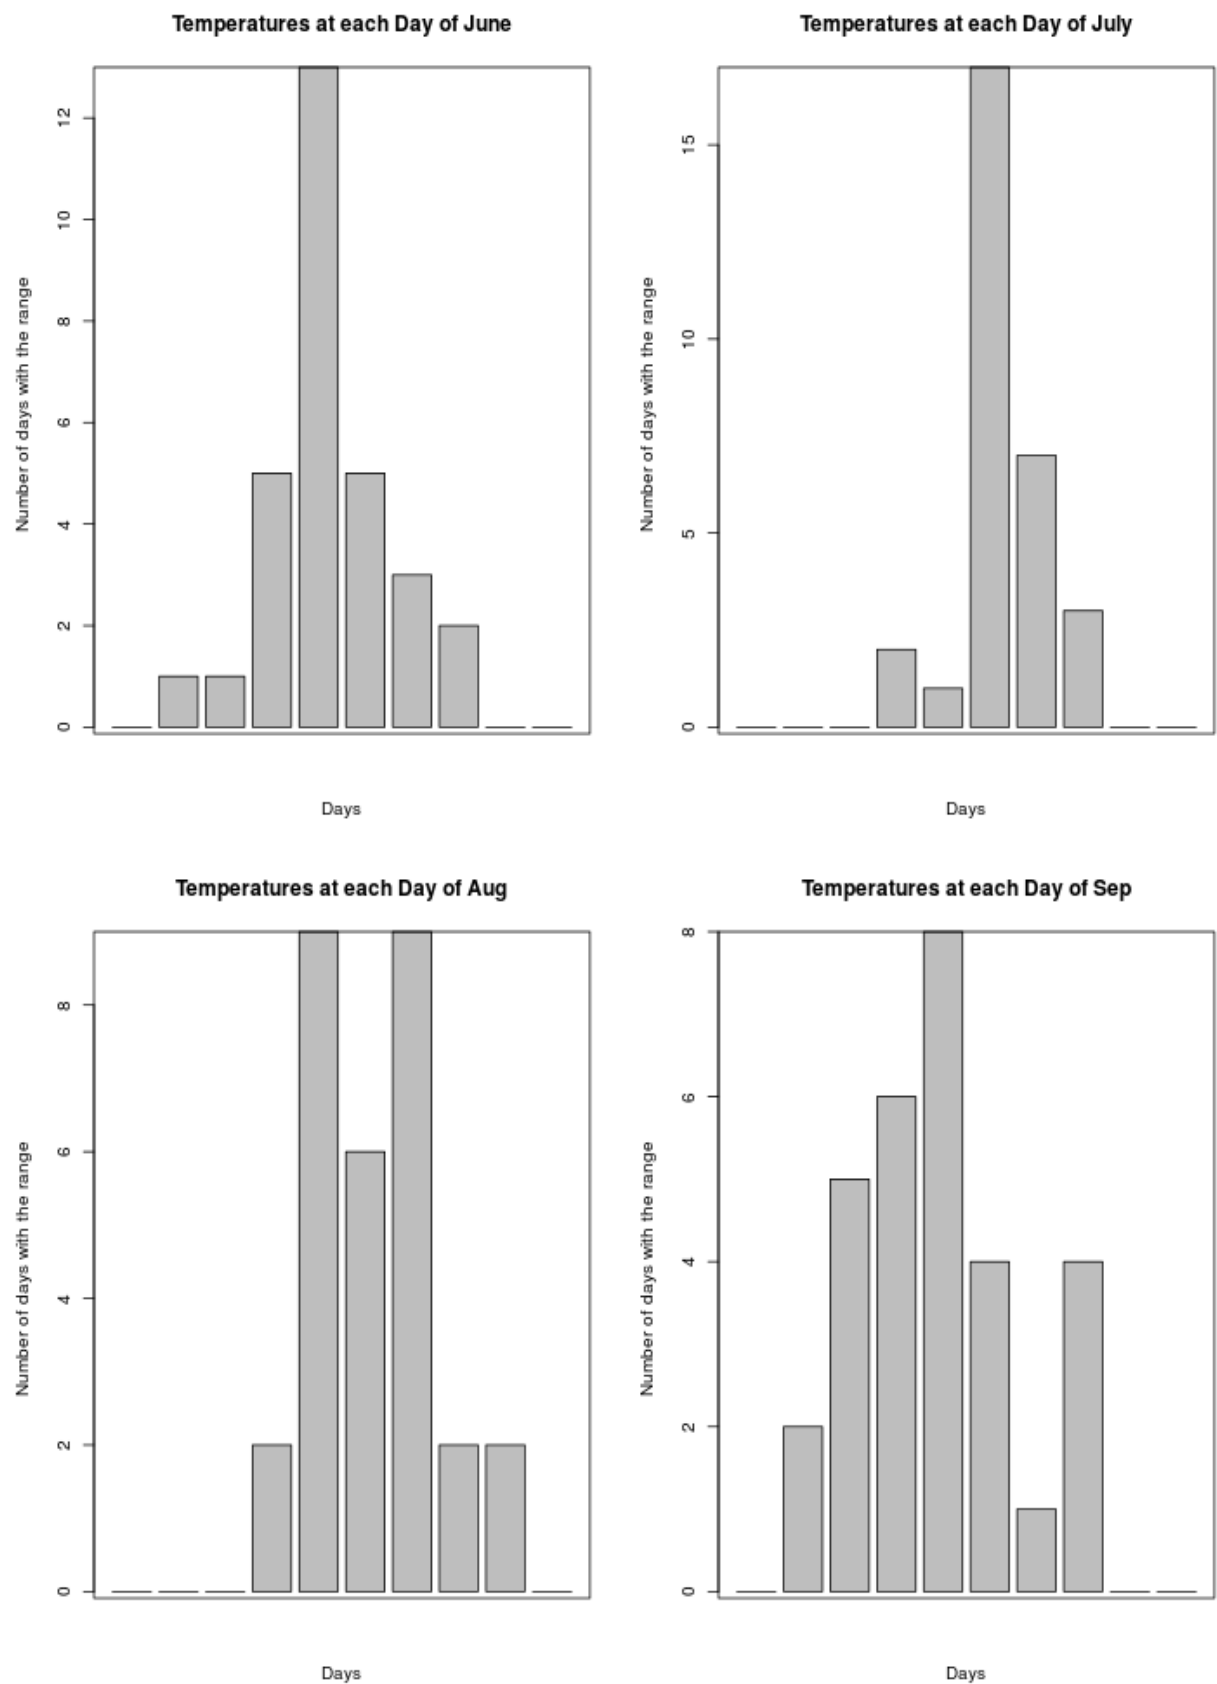 Temperatures at each Day of June
12
10
8
6
4
2
0
Number of days with the range
Days
Temperatures at each Day of July
15
10
5
0
Number of days with the range
Days
Temperatures at each Day of Aug
8
6
4
2
0
Number of days with the range
Days
Temperatures at each Day of Sep
8
6
4
2
0
Number of days with the range
Days